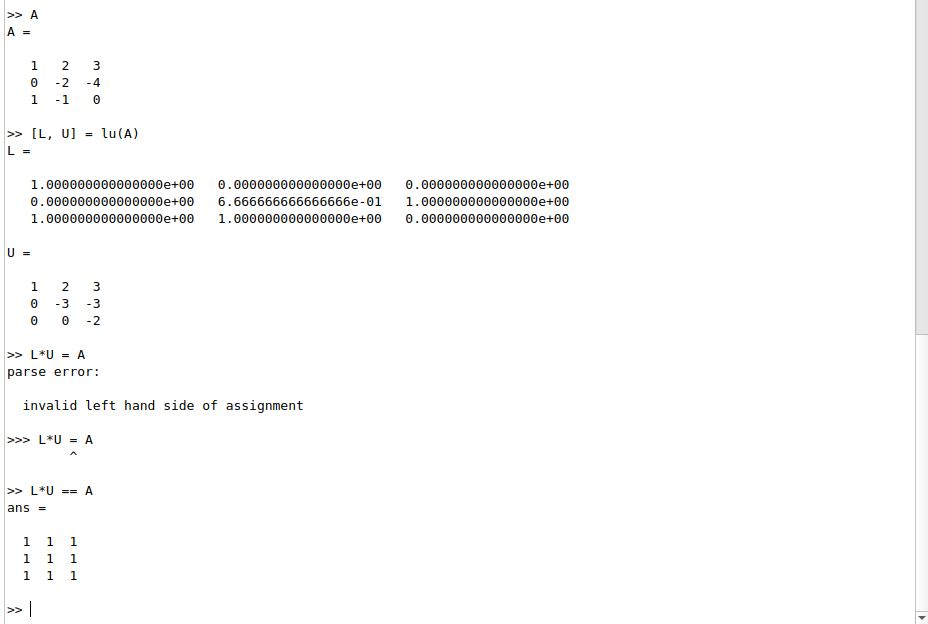 >> A
A =
1 2 3
0 -2 -4
1 -1 0
>> [L, U] = lu(A)
L =
1.000000000000000e+00 0.000000000000000e+00 0.000000000000000e+00
0.000000000000000e+00 6.666666666666666e-01 1.000000000000000e+00
1.000000000000000e+00 1.000000000000000e+00 0.000000000000000e+00
U =
1 2 3
0 -3 -3
0 0 -2
>> L*U = A
parse error:
invalid left hand side of assignment
>>> L*U = A
^
>> L*U == A
ans =
1 1 1
1 1 1
1 1 1
>>